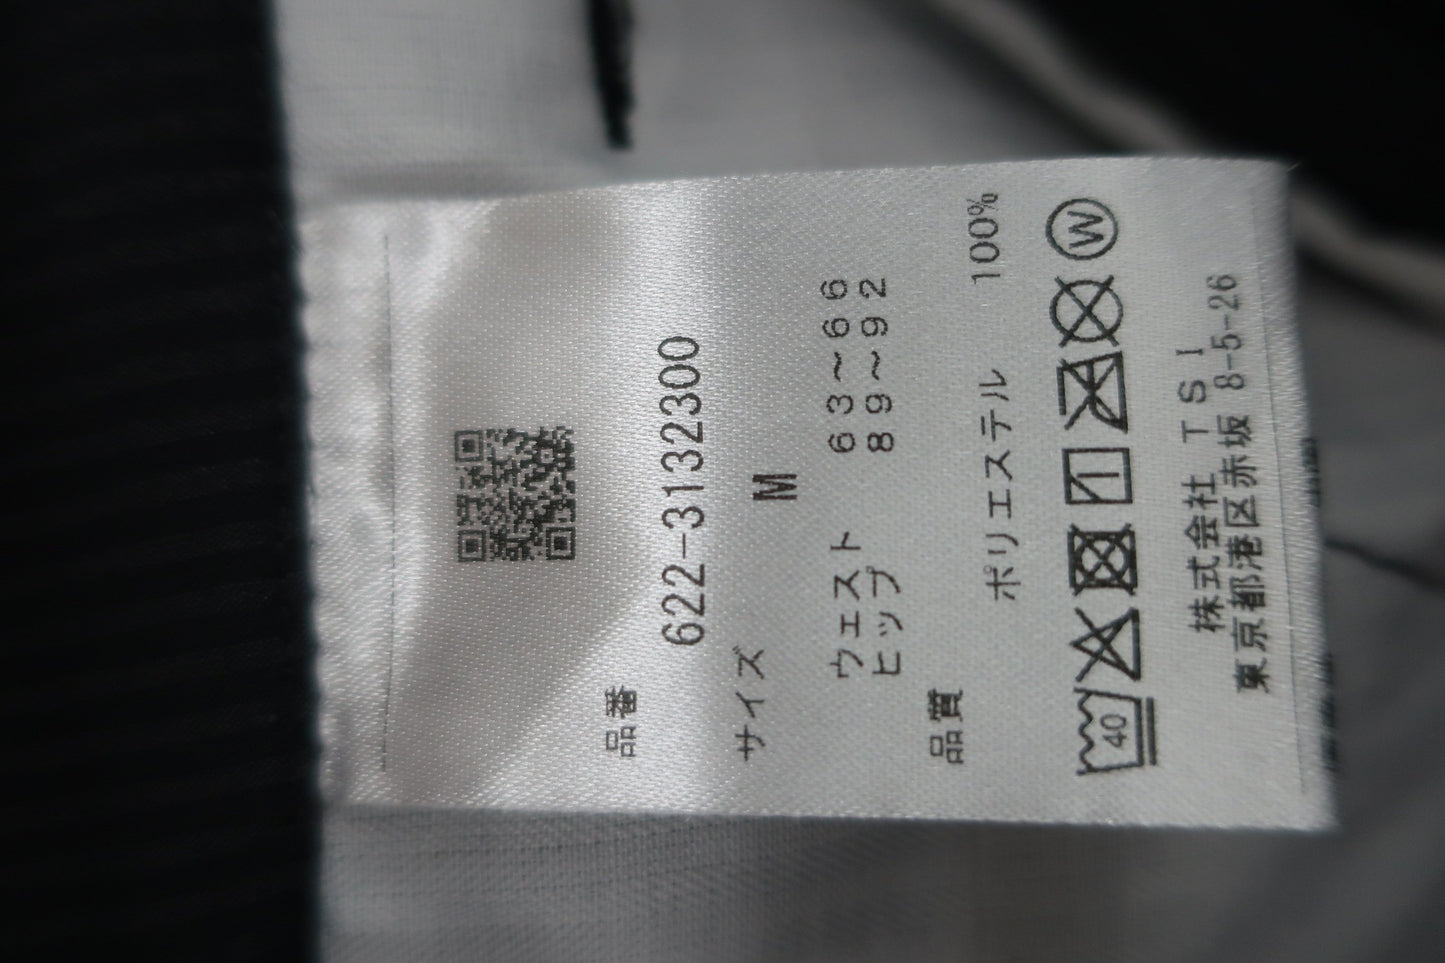 品番
622-3132300
サイズ
M
ウェスト 63～66
ヒップ 89～92
品質
ポリエステル 100%
40
W
株式会社 TSI
東京都港区赤坂 8-5-26